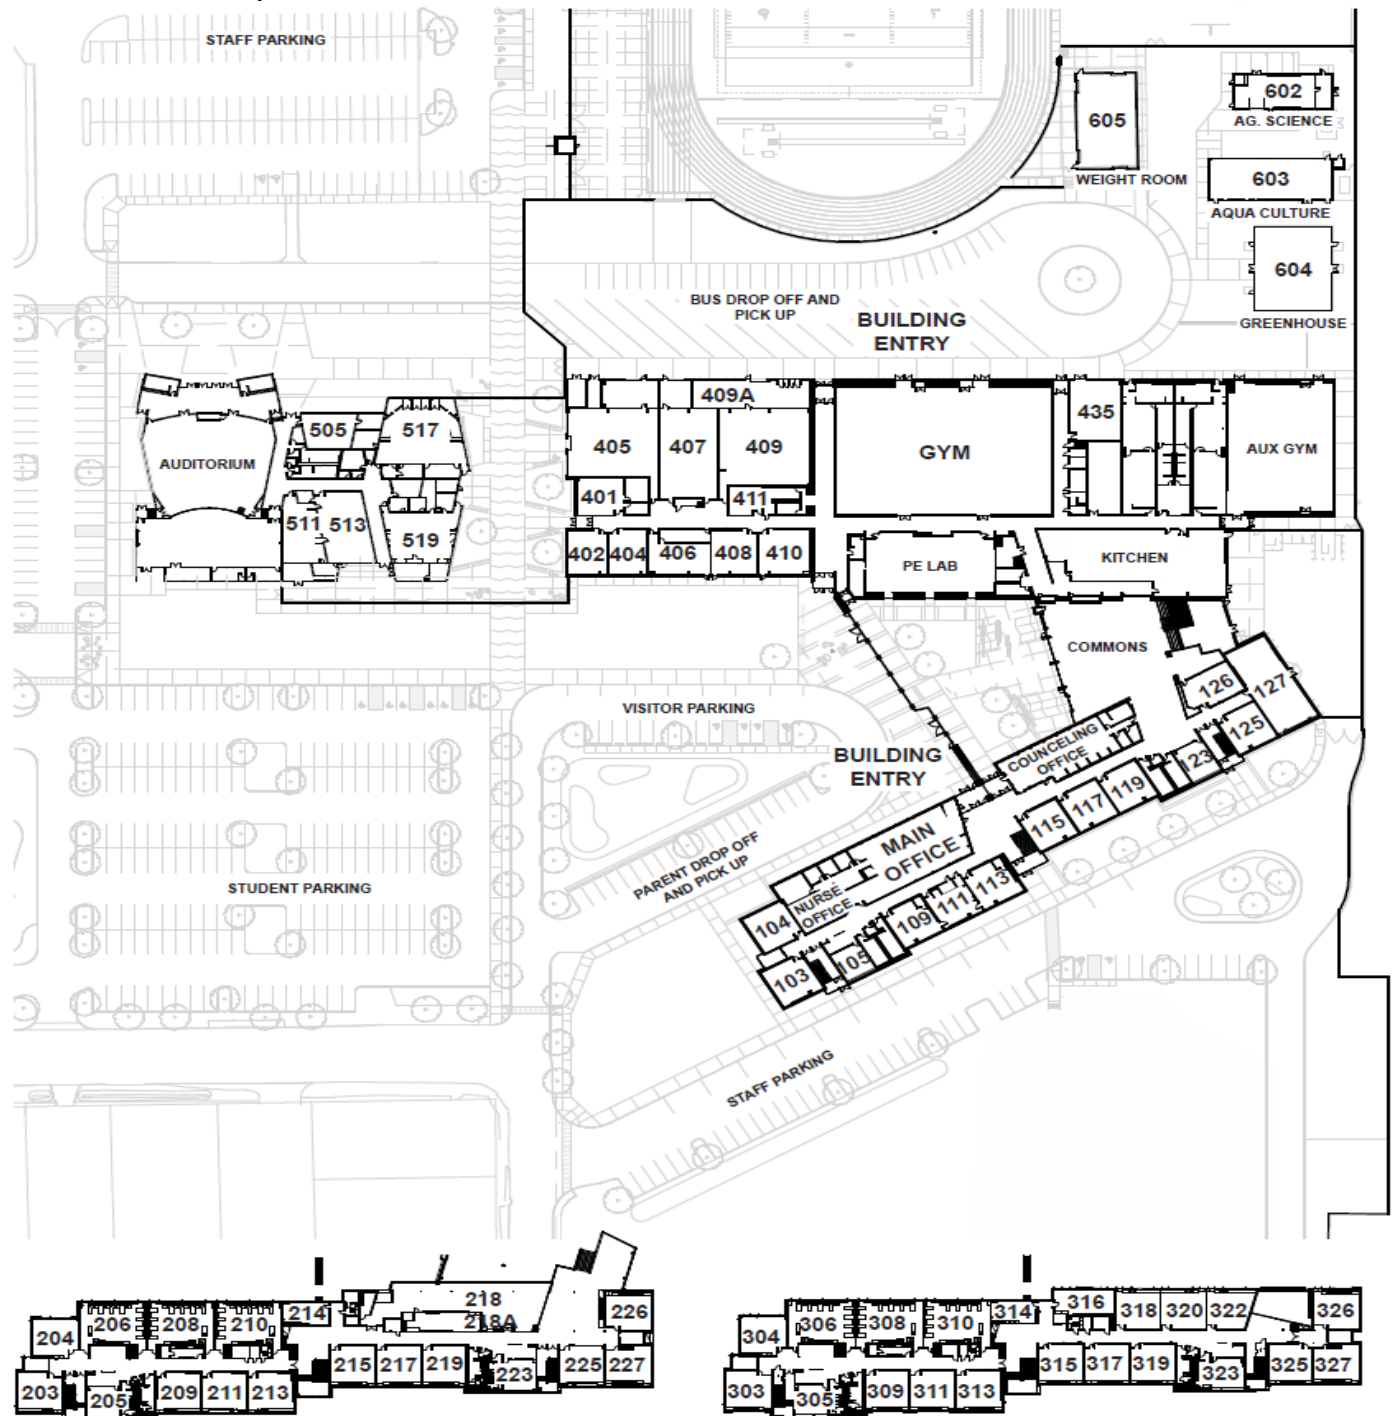 STAFF PARKING
602
AG. SCIENCE
605
WEIGHT ROOM
603
AQUA CULTURE
604
GREENHOUSE
BUS DROP OFF AND
PICK UP
BUILDING
ENTRY
409A
435
505
517
405
407
409
GYM
AUX GYM
AUDITORIUM
401
411
511
513
519
402
404
406
408
410
PE LAB
KITCHEN
COMMONS
126
127
VISITOR PARKING
125
COUNCELING
OFFICE
123
BUILDING
ENTRY
119
117
115
MAIN
OFFICE
PARENT DROP OFF
AND PICK UP
STUDENT PARKING
NURSE
OFFICE
113
111
109
104
105
103
STAFF PARKING
218
218A
214
226
204
206
208
210
215
217
219
223
225
227
203
205
209
211
213
316
318
320
322
326
314
304
306
308
310
315
317
319
323
325
327
303
305
309
311
313